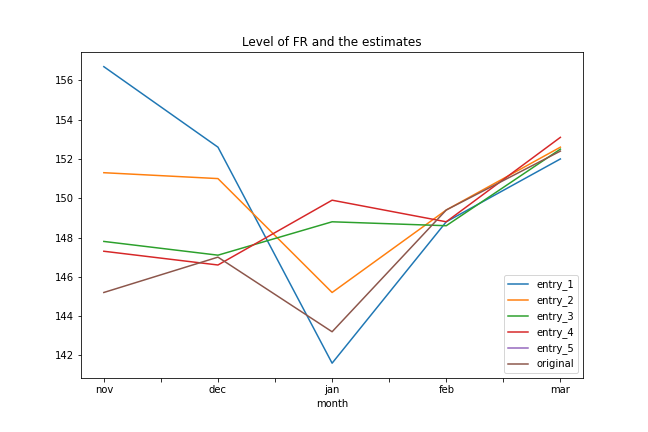 Level of FR and the estimates
156
154
152
150
148
146
144
142
nov
dec
jan
feb
mar
month
entry_1
entry_2
entry_3
entry_4
entry_5
original